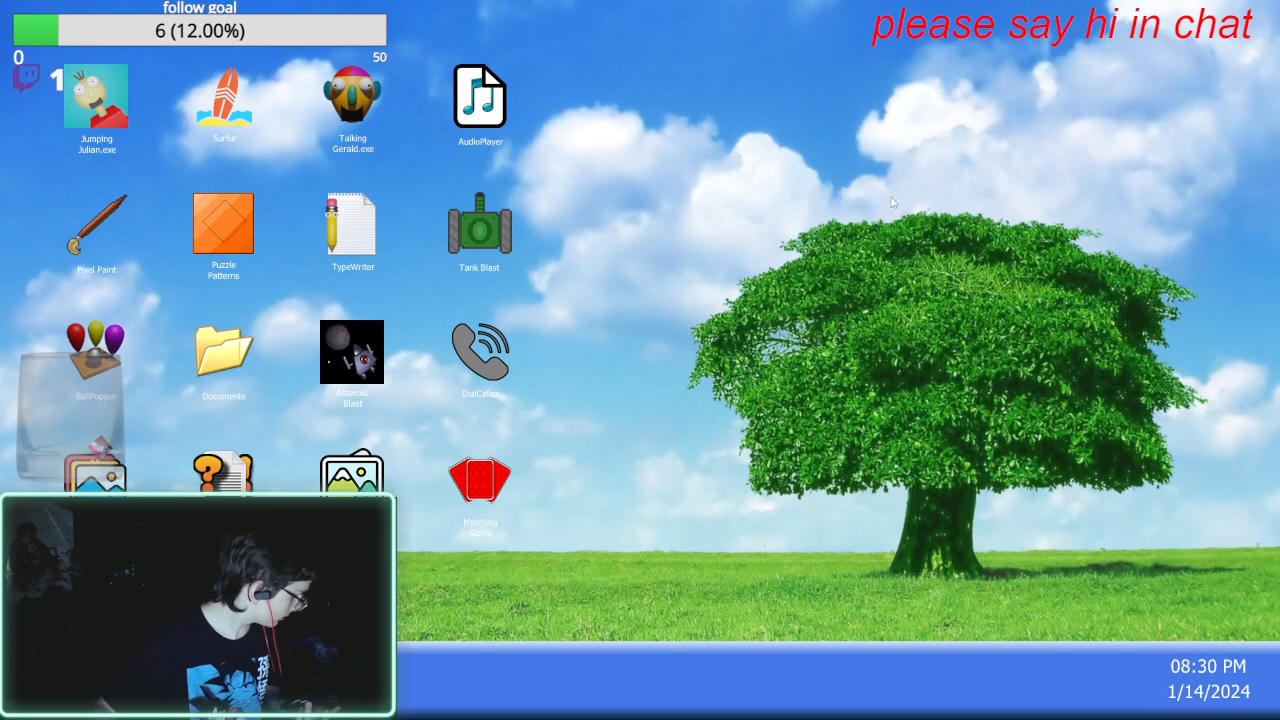 follow goal
6 (12.00%)
0
50
1
please say hi in chat
Jumping
Julian.exe
Surfur
Talking
Gerald.exe
AudioPlayer
Pixel Paint
Puzzle
Patterns
TypeWriter
Tank Blast
BallPopper
Documents
Asteroid
Blast
DialCaller
Matching
Gizmo
08:30 PM
1/14/2024